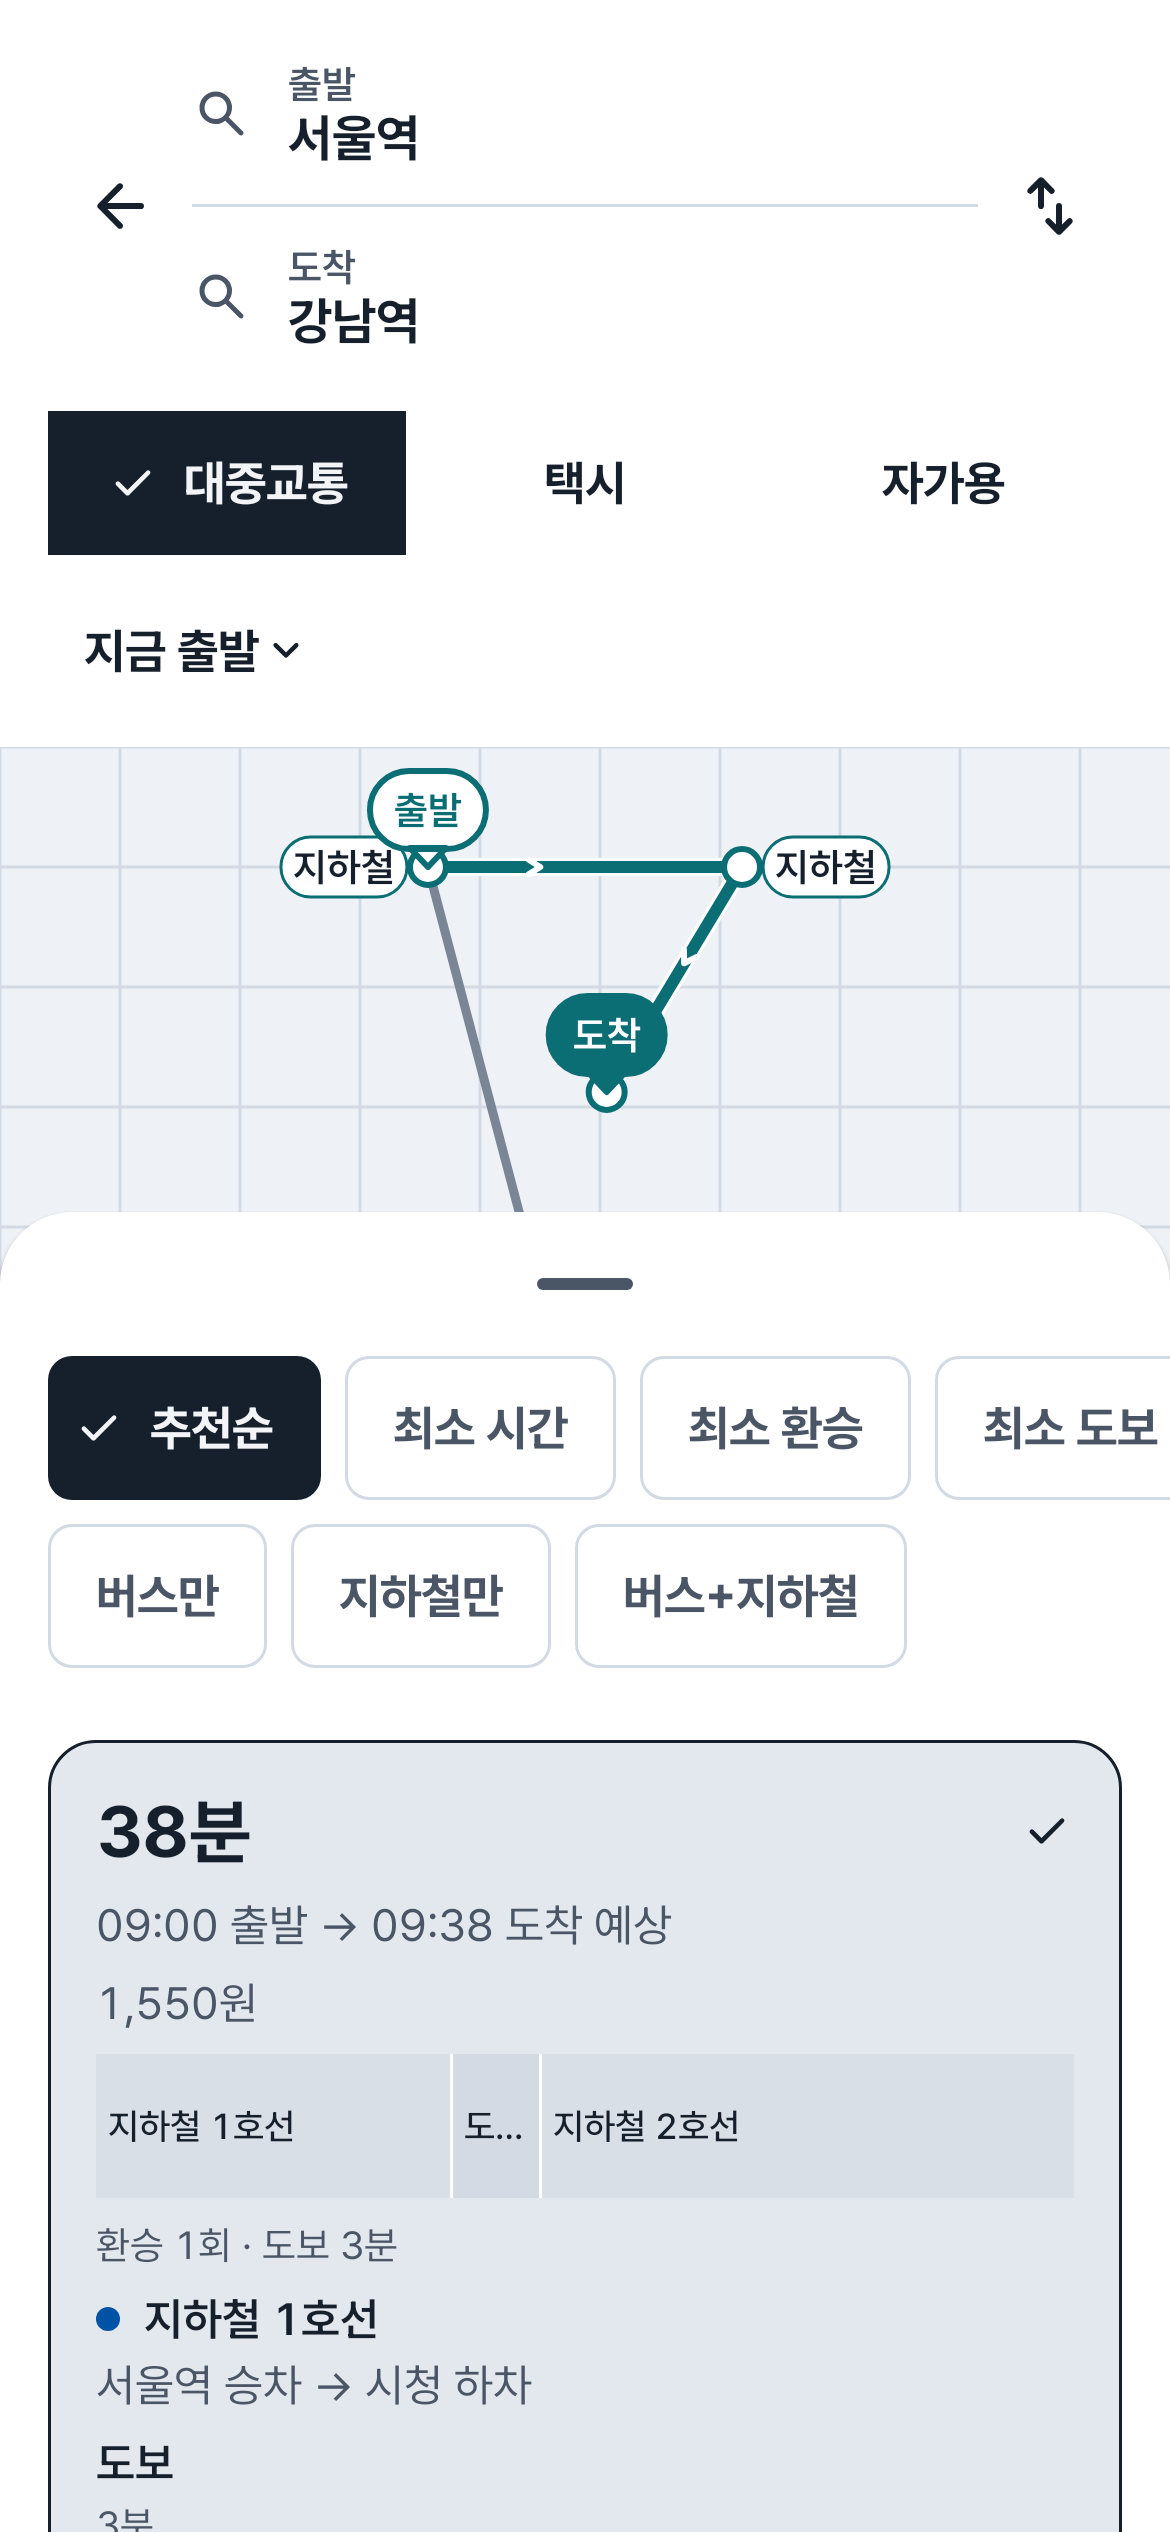 출발
서울역
도착
강남역
대중교통 택시 자가용
지금 출발
출발
지하철 지하철
도착
추천순 최소 시간 최소 환승 최소 도보
버스만 지하철만 버스+지하철
38분
09:00 출발 → 09:38 도착 예상
1,550원
지하철 1호선 도... 지하철 2호선
환승 1회 · 도보 3분
지하철 1호선
서울역 승차 → 시청 하차
도보
3분